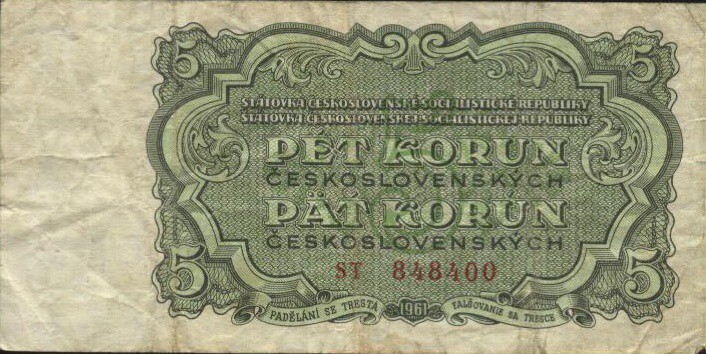 5 5
STÁTOVKA ČESKOSLOVENSKÉ SOCIALISTICKÉ REPUBLIKY
ŠTÁTOVKA ČESKOSLOVENSKEJ SOCIALISTICKEJ REPUBLIKY
PĚT KORUN
ČESKOSLOVENSKÝCH
PÄŤ KORUN
ČESKOSLOVENSKÝCH
5 5
ST 848400
PADĚLÁNÍ SE TRESTÁ 1961 FALŠOVANIE SA TRESCE